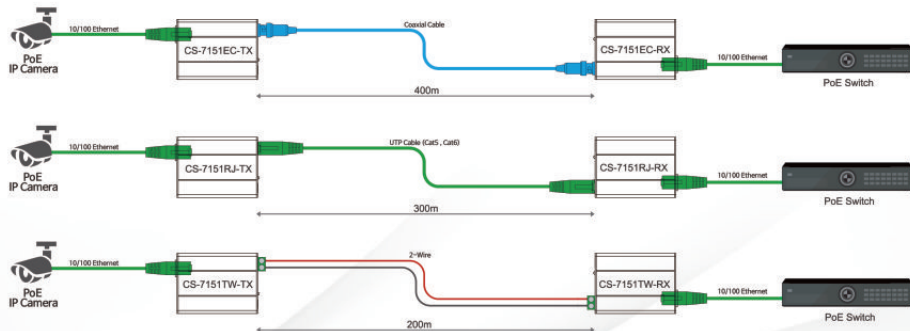 10/100 Ethernet
CS-7151EC-TX
Coaxial Cable
CS-7151EC-RX
10/100 Ethernet
PoE
IP Camera
400m
PoE Switch
10/100 Ethernet
CS-7151RJ-TX
UTP Cable (Cat5 , Cat6)
CS-7151RJ-RX
10/100 Ethernet
PoE
IP Camera
300m
PoE Switch
10/100 Ethernet
CS-7151TW-TX
2-Wire
CS-7151TW-RX
10/100 Ethernet
PoE
IP Camera
200m
PoE Switch